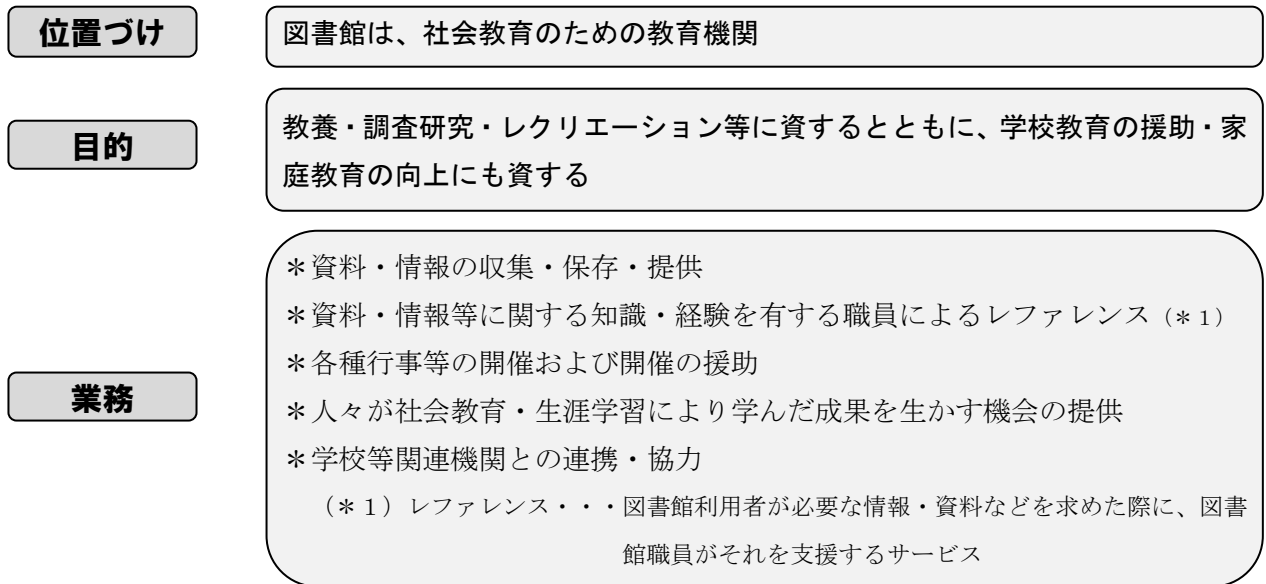 位置づけ
図書館は、社会教育のための教育機関
目的
教養・調査研究・レクリエーション等に資するとともに、学校教育の援助・家
庭教育の向上にも資する
業務
＊資料・情報の収集・保存・提供
＊資料・情報等に関する知識・経験を有する職員によるレファレンス（＊１）
＊各種行事等の開催および開催の援助
＊人々が社会教育・生涯学習により学んだ成果を生かす機会の提供
＊学校等関連機関との連携・協力
（＊１）レファレンス・・・図書館利用者が必要な情報・資料などを求めた際に、図書
館職員がそれを支援するサービス